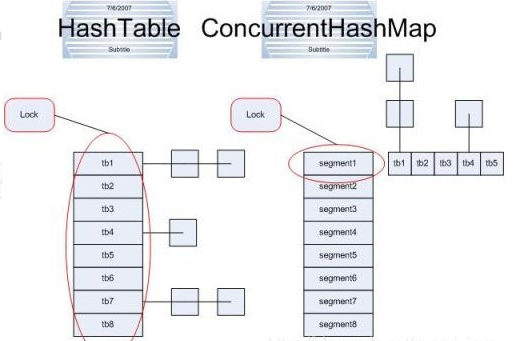 7/6/2007
HashTable
Subtitle
7/6/2007
ConcurrentHashMap
Subtitle
Lock
tb1
tb2
tb3
tb4
tb5
tb6
tb7
tb8
Lock
segment1
segment2
segment3
segment4
segment5
segment6
segment7
segment8
tb1 tb2 tb3 tb4 tb5